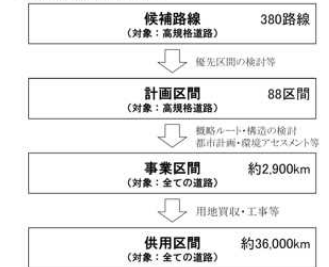 候補路線 380路線
(対象：高規格道路)
優先区間の検討等
計画区間 88区間
(対象：高規格道路)
概略ルート・構造の検討
都市計画・環境アセスメント等
事業区間 約2,900km
(対象：全ての道路)
用地買収・工事等
供用区間 約36,000km
(対象：全ての道路)